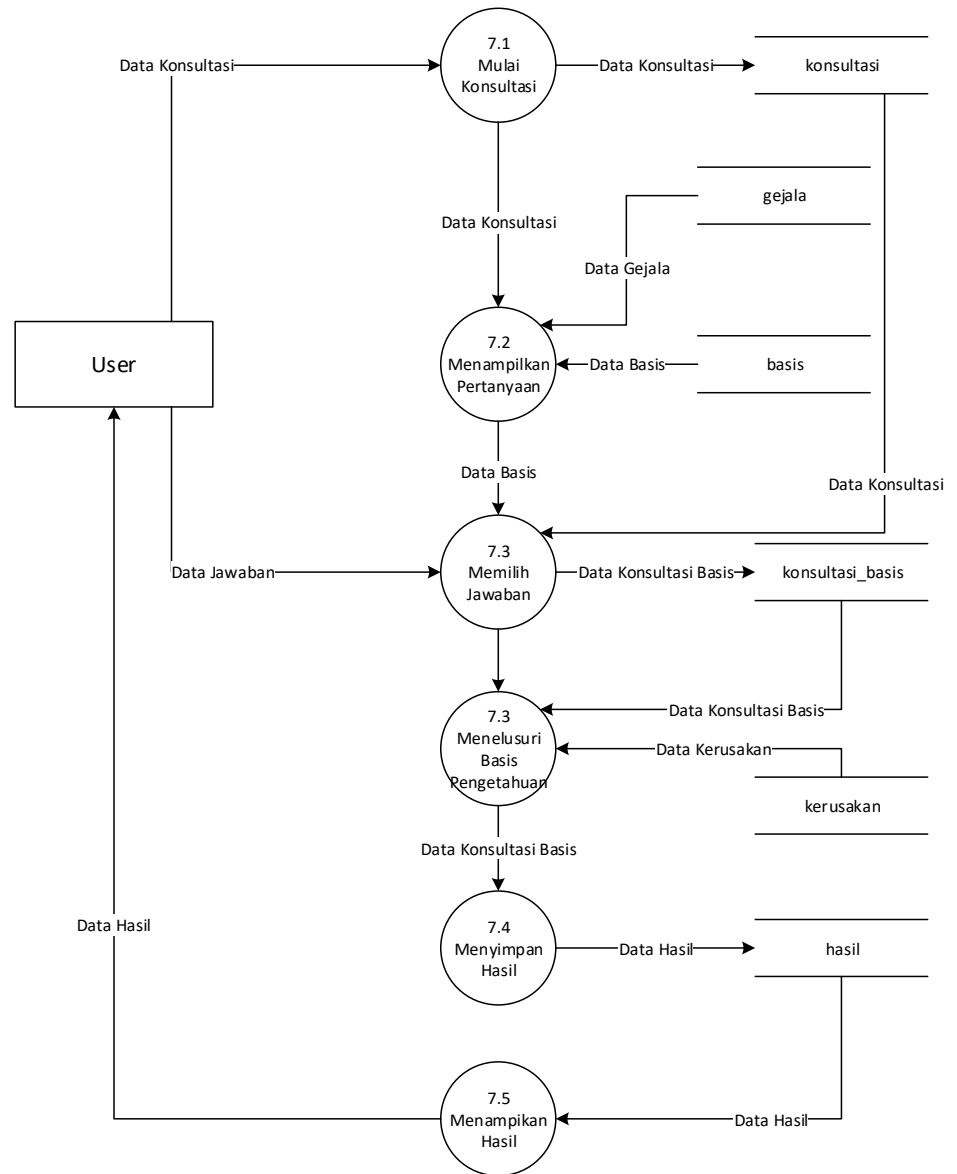 7.1
Mulai
Konsultasi
Data Konsultasi
Data Konsultasi
konsultasi
gejala
Data Konsultasi
Data Gejala
User
7.2
Menampilkan
Pertanyaan
Data Basis
basis
Data Basis
Data Konsultasi
7.3
Memilih
Jawaban
Data Jawaban
Data Konsultasi Basis
konsultasi_basis
Data Konsultasi Basis
7.3
Menelusuri
Basis
Pengetahuan
Data Kerusakan
kerusakan
Data Konsultasi Basis
Data Hasil
7.4
Menyimpan
Hasil
Data Hasil
hasil
7.5
Menampikan
Hasil
Data Hasil